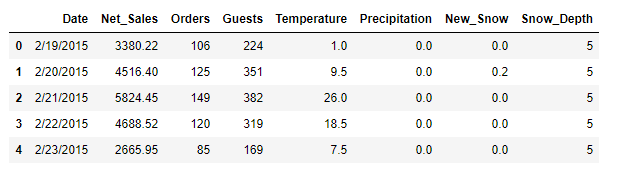 Date Net_Sales Orders Guests Temperature Precipitation New_Snow Snow_Depth
0 2/19/2015 3380.22 106 224 1.0 0.0 0.0 5
1 2/20/2015 4516.40 125 351 9.5 0.0 0.2 5
2 2/21/2015 5824.45 149 382 26.0 0.0 0.0 5
3 2/22/2015 4688.52 120 319 18.5 0.0 0.0 5
4 2/23/2015 2665.95 85 169 7.5 0.0 0.0 5